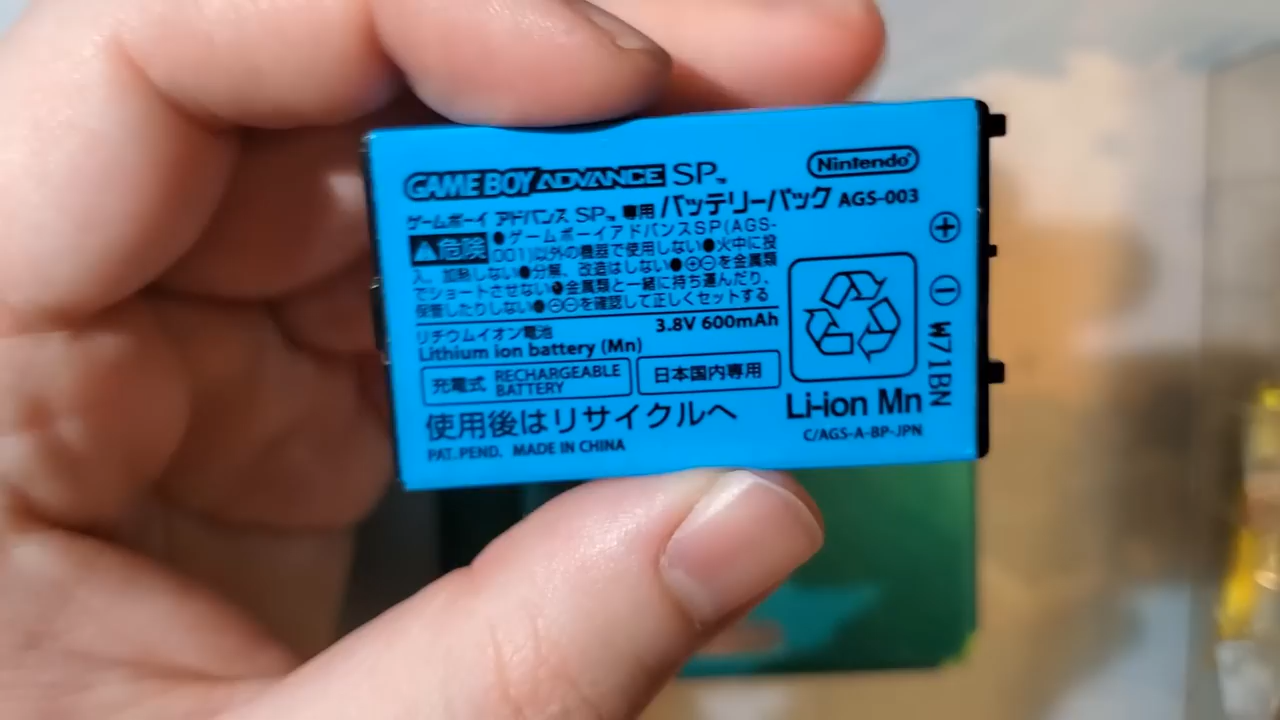 GAME BOY ADVANCE SP™
Nintendo®
ゲームボーイ アドバンス SP™ 専用 バッテリーパック AGS-003
⚠危険 ●ゲームボーイアドバンスSP(AGS-
001)以外の機器で使用しない●火中に投
入、加熱しない●分解、改造はしない●⊕⊖を金属類
でショートさせない●金属類と一緒に持ち運んだり、
保管したりしない●⊕⊖を確認して正しくセットする
リチウムイオン電池
3.8V 600mAh
Lithium ion battery (Mn)
充電式 RECHARGEABLE
BATTERY
日本国内専用
使用後はリサイクルへ
PAT. PEND. MADE IN CHINA
Li-ion Mn
C/AGS-A-BP-JPN
⊕
⊖
W71BN